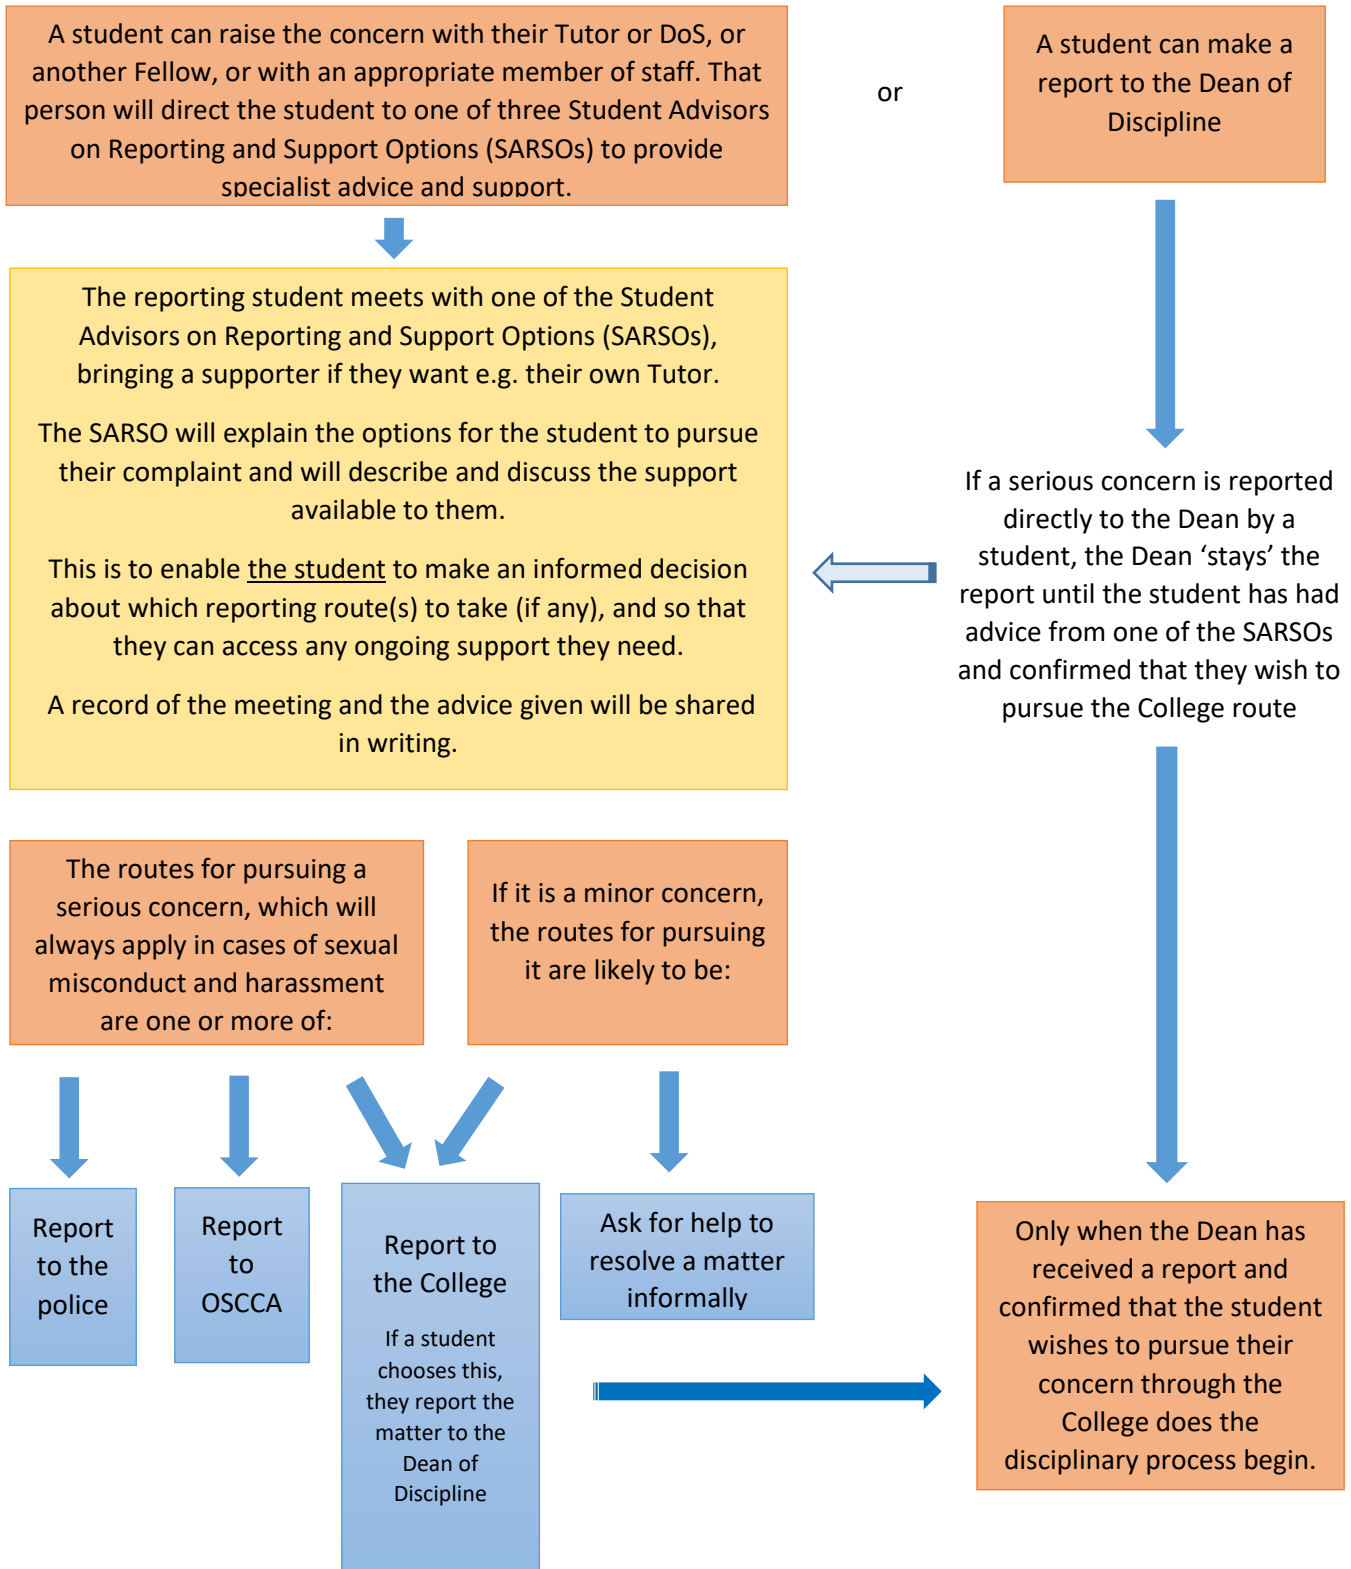 A student can raise the concern with their Tutor or DoS, or
another Fellow, or with an appropriate member of staff. That
person will direct the student to one of three Student Advisors
on Reporting and Support Options (SARSOs) to provide
specialist advice and support.
or
A student can make a
report to the Dean of
Discipline
The reporting student meets with one of the Student
Advisors on Reporting and Support Options (SARSOs),
bringing a supporter if they want e.g. their own Tutor.
The SARSO will explain the options for the student to pursue
their complaint and will describe and discuss the support
available to them.
This is to enable the student to make an informed decision
about which reporting route(s) to take (if any), and so that
they can access any ongoing support they need.
A record of the meeting and the advice given will be shared
in writing.
If a serious concern is reported
directly to the Dean by a
student, the Dean ‘stays’ the
report until the student has had
advice from one of the SARSOs
and confirmed that they wish to
pursue the College route
The routes for pursuing a
serious concern, which will
always apply in cases of sexual
misconduct and harassment
are one or more of:
If it is a minor concern,
the routes for pursuing
it are likely to be:
Report
to the
police
Report
to
OSCCA
Report to
the College
If a student
chooses this,
they report the
matter to the
Dean of
Discipline
Ask for help to
resolve a matter
informally
Only when the Dean has
received a report and
confirmed that the student
wishes to pursue their
concern through the
College does the
disciplinary process begin.